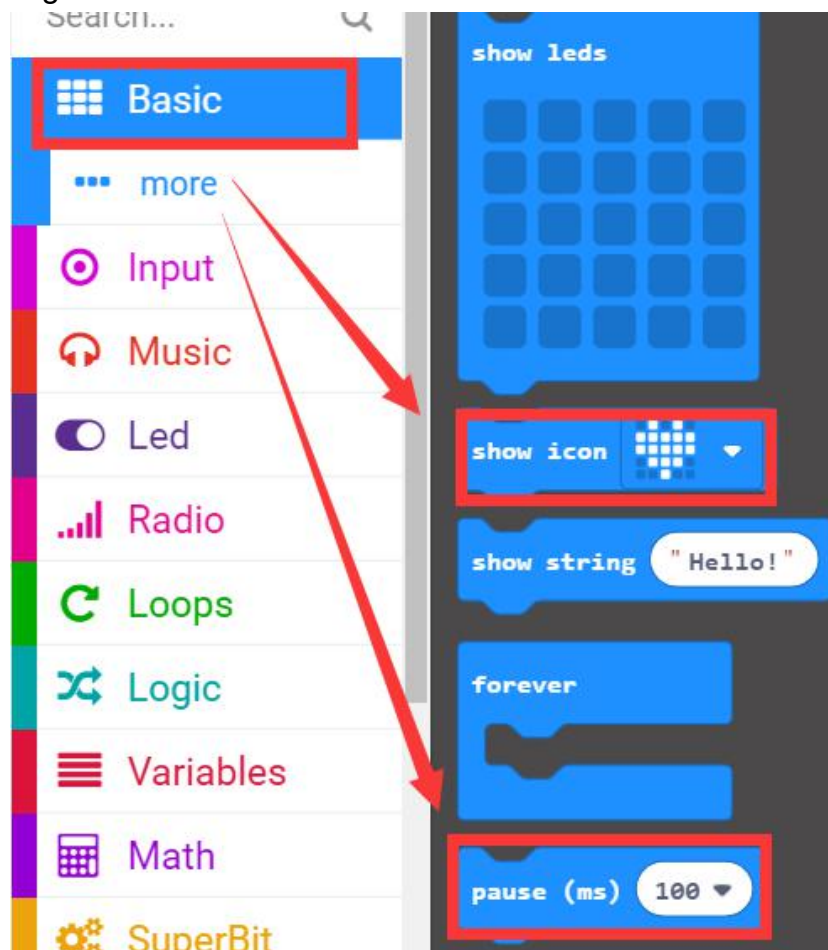 Search...
Basic
more
Input
Music
Led
Radio
Loops
Logic
Variables
Math
SuperBit
show leds
show icon
show string "Hello!"
forever
pause (ms) 100